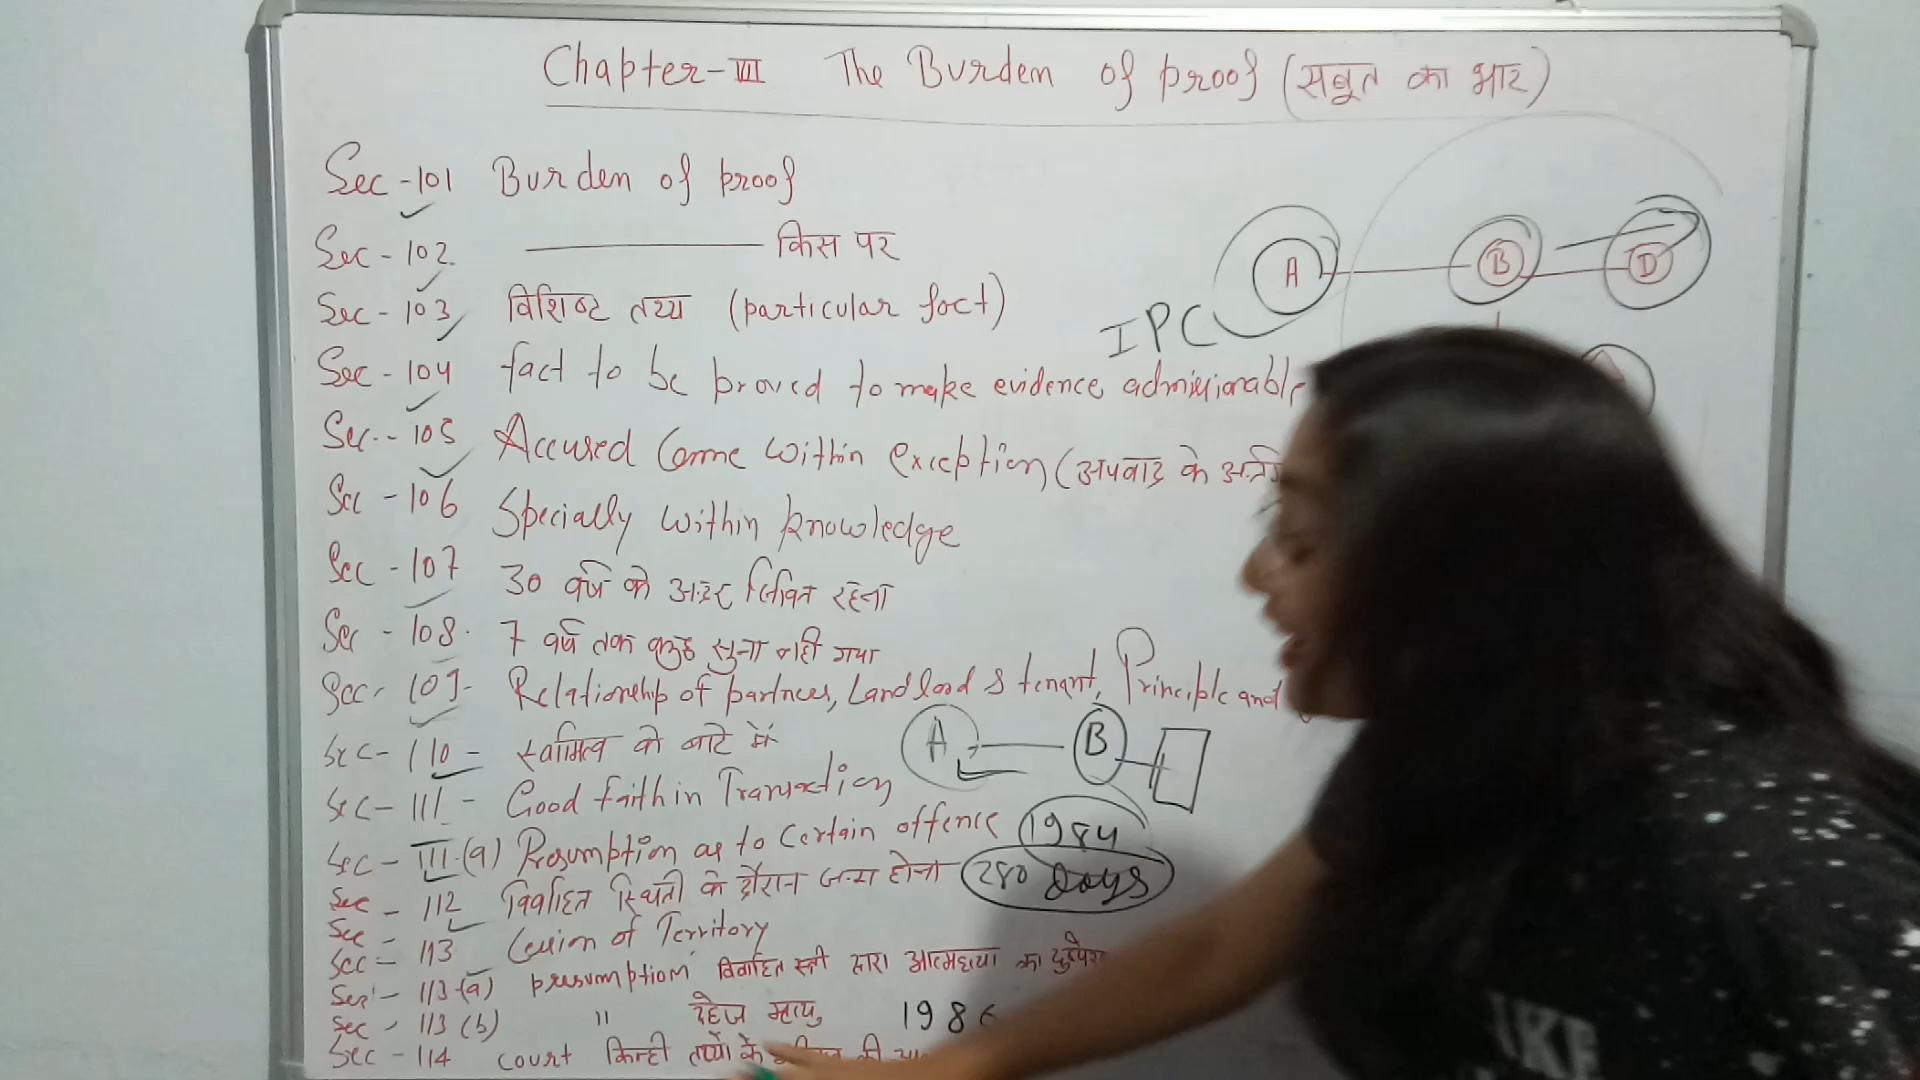 Chapter-VII The Burden of proof (सबूत का भार)
Sec-101 Burden of proof
Sec-102 किस पर
Sec-103 विशिष्ट तथ्य (particular fact)
A B D
IPC
Sec-104 fact to be proved to make evidence admissionable
Sec-105 Accused Come within exception (अपवाद के
Sec-106 Specially within knowledge
Sec-107 30 वर्ष के अन्दर जिवित रहना
Sec-108. 7 वर्ष तक कुछ सुना नही गया
Sec-109- Relationship of partners, Landlord & tenant, Principle and
Sec-110- स्वामित्व के बारे में
A B
Sec-111- Good faith in Transaction
Sec-111.(a) Presumption as to Certain offence 1984
Sec-112 विवाहित स्थिती के दौरान जन्म होना 280 Days
Sec
Sec-113 Cession of Territory
Sec-113(a) presumption विवाहित स्त्री द्वारा आत्महत्या का
Sec-113(b) " दहेज मृत्यु 1986
Sec-114 court किन्ही तथ्यों के